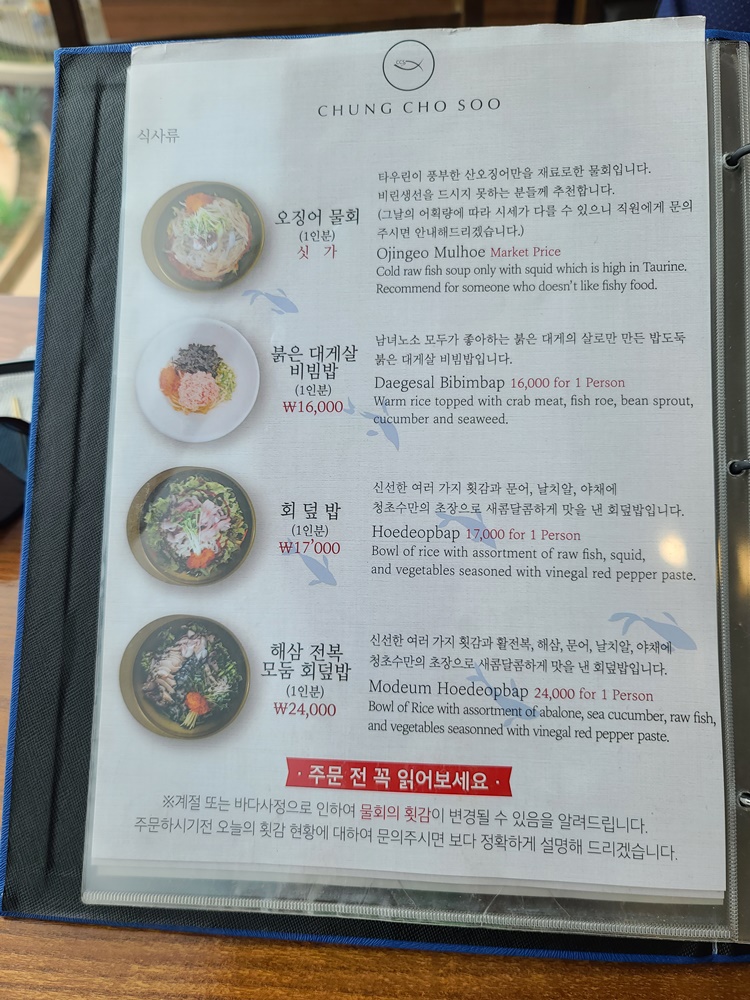 CHUNG CHO SOO
식사류
오징어 물회
(1인분)
싯 가
타우린이 풍부한 산오징어만을 재료로한 물회입니다.
비린생선을 드시지 못하는 분들께 추천합니다.
(그날의 어획량에 따라 시세가 다를 수 있으니 직원에게 문의
주시면 안내해드리겠습니다.)
Ojingeo Mulhoe Market Price
Cold raw fish soup only with squid which is high in Taurine.
Recommend for someone who doesn't like fishy food.
붉은 대게살
비빔밥
(1인분)
₩16,000
남녀노소 모두가 좋아하는 붉은 대게의 살로만 만든 밥도둑
붉은 대게살 비빔밥입니다.
Daegesal Bibimbap 16,000 for 1 Person
Warm rice topped with crab meat, fish roe, bean sprout,
cucumber and seaweed.
회 덮 밥
(1인분)
₩17'000
신선한 여러 가지 횟감과 문어, 날치알, 야채에
청초수만의 초장으로 새콤달콤하게 맛을 낸 회덮밥입니다.
Hoedeopbap 17,000 for 1 Person
Bowl of rice with assortment of raw fish, squid,
and vegetables seasoned with vinegal red pepper paste.
해삼 전복
모둠 회덮밥
(1인분)
₩24,000
신선한 여러 가지 횟감과 활전복, 해삼, 문어, 날치알, 야채에
청초수만의 초장으로 새콤달콤하게 맛을 낸 회덮밥입니다.
Modeum Hoedeopbap 24,000 for 1 Person
Bowl of Rice with assortment of abalone, sea cucumber, raw fish,
and vegetables seasonned with vinegal red pepper paste.
· 주문 전 꼭 읽어보세요 ·
※계절 또는 바다사정으로 인하여 물회의 횟감이 변경될 수 있음을 알려드립니다.
주문하시기전 오늘의 횟감 현황에 대하여 문의주시면 보다 정확하게 설명해 드리겠습니다.